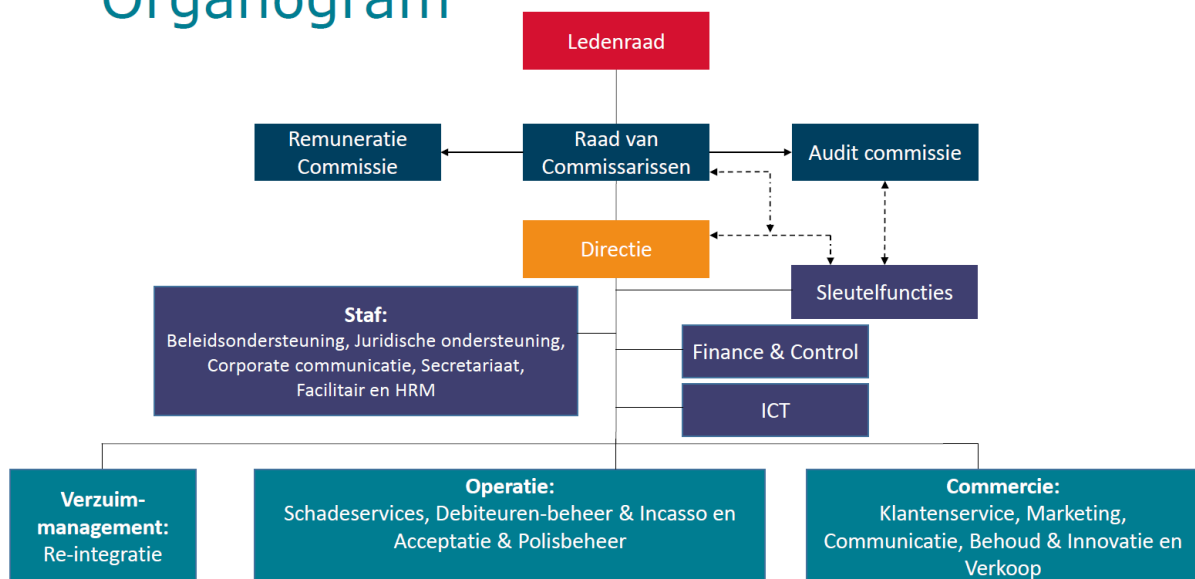 Organogram
Ledenraad
Remuneratie
Commissie
Raad van
Commissarissen
Audit commissie
Directie
Sleutelfuncties
Staf:
Beleidsondersteuning, Juridische ondersteuning,
Corporate communicatie, Secretariaat,
Facilitair en HRM
Finance & Control
ICT
Verzuim-
management:
Re-integratie
Operatie:
Schadeservices, Debiteuren-beheer & Incasso en
Acceptatie & Polisbeheer
Commercie:
Klantenservice, Marketing,
Communicatie, Behoud & Innovatie en
Verkoop